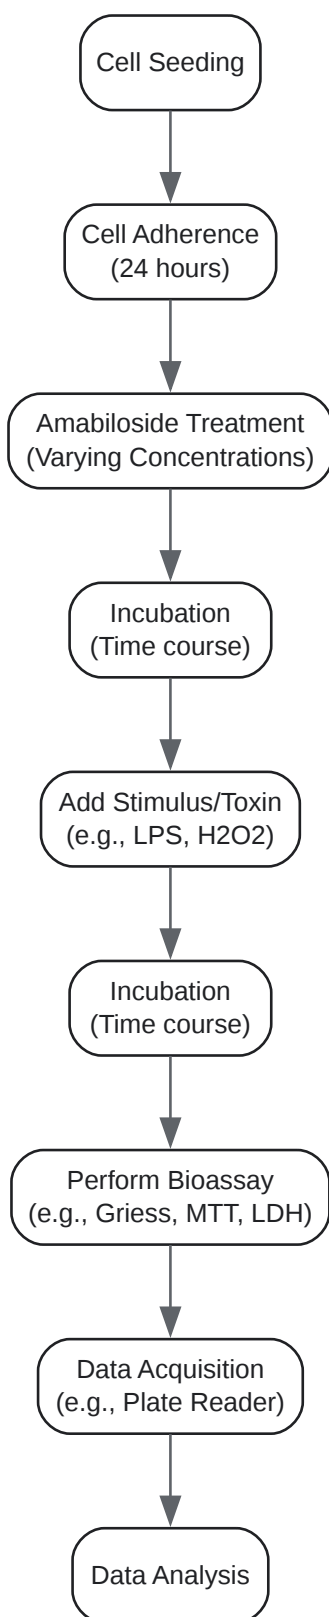 Cell Seeding
Cell Adherence
(24 hours)
Amabiloside Treatment
(Varying Concentrations)
Incubation
(Time course)
Add Stimulus/Toxin
(e.g., LPS, H2O2)
Incubation
(Time course)
Perform Bioassay
(e.g., Griess, MTT, LDH)
Data Acquisition
(e.g., Plate Reader)
Data Analysis